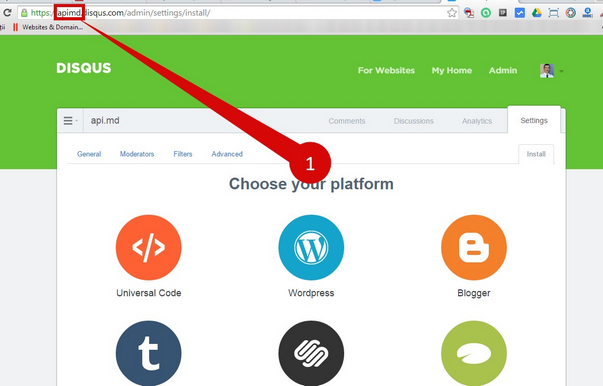 https://apimd.disqus.com/admin/settings/install/
Websites & Domain...
DISQUS
For Websites My Home Admin
api.md Comments Discussions Analytics Settings
General Moderators Filters Advanced Install
1
Choose your platform
Universal Code Wordpress Blogger